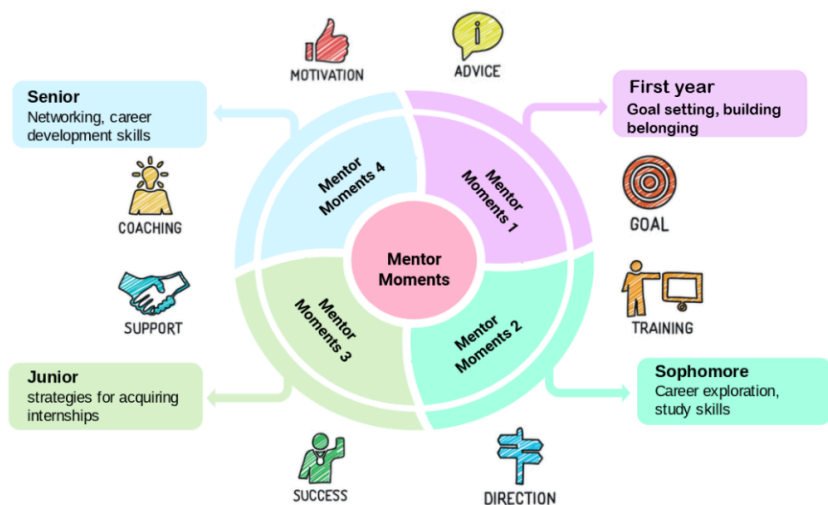 MOTIVATION
ADVICE
Senior
Networking, career
development skills
First year
Goal setting, building
belonging
Mentor
Moments 4
Mentor
Moments 1
COACHING
GOAL
Mentor
Moments
SUPPORT
TRAINING
Mentor
Moments 3
Mentor
Moments 2
Junior
strategies for acquiring
internships
Sophomore
Career exploration,
study skills
SUCCESS
DIRECTION